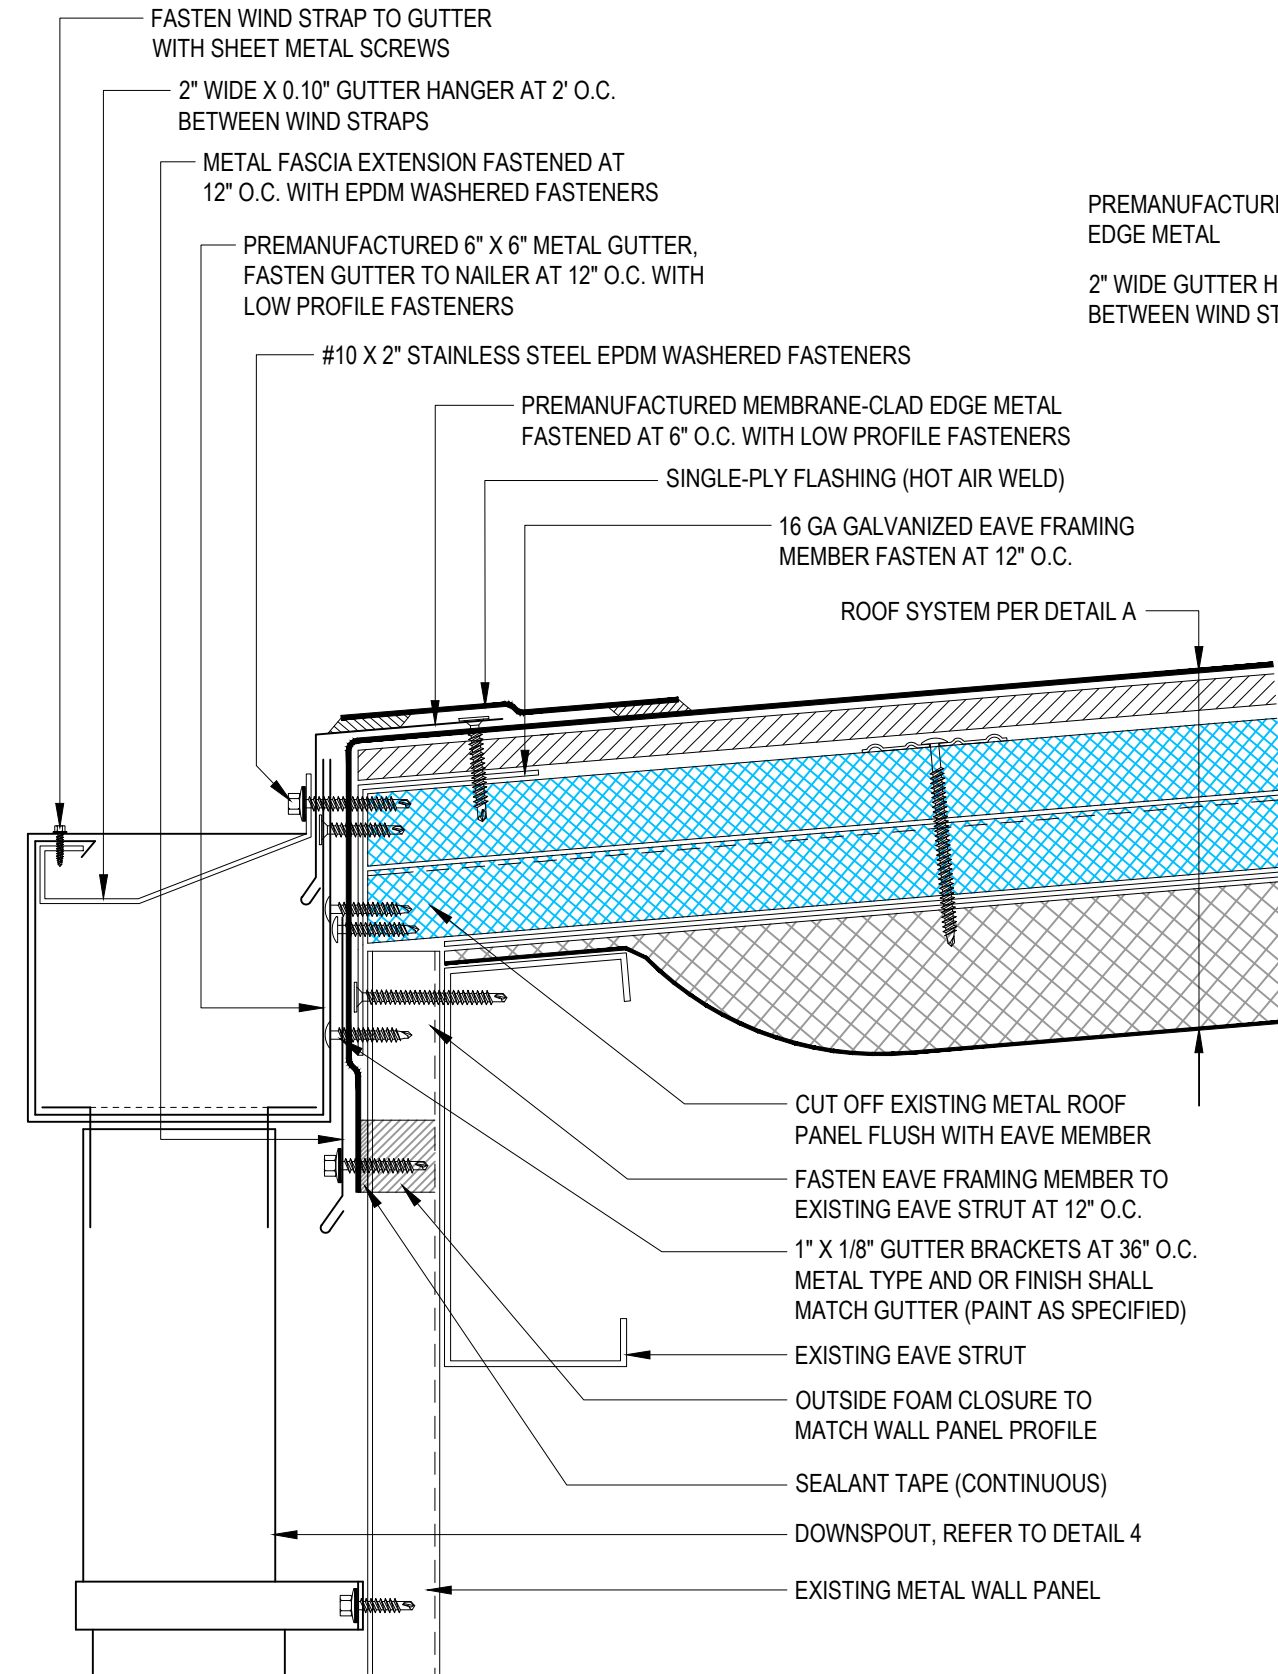 FASTEN WIND STRAP TO GUTTER
WITH SHEET METAL SCREWS
2" WIDE X 0.10" GUTTER HANGER AT 2' O.C.
BETWEEN WIND STRAPS
METAL FASCIA EXTENSION FASTENED AT
12" O.C. WITH EPDM WASHERED FASTENERS
PREMANUFACTURED 6" X 6" METAL GUTTER,
FASTEN GUTTER TO NAILER AT 12" O.C. WITH
LOW PROFILE FASTENERS
#10 X 2" STAINLESS STEEL EPDM WASHERED FASTENERS
PREMANUFACTURED MEMBRANE-CLAD EDGE METAL
FASTENED AT 6" O.C. WITH LOW PROFILE FASTENERS
SINGLE-PLY FLASHING (HOT AIR WELD)
16 GA GALVANIZED EAVE FRAMING
MEMBER FASTEN AT 12" O.C.
ROOF SYSTEM PER DETAIL A
EDGE METAL
2" WIDE GUTTER
BETWEEN WIND
CUT OFF EXISTING METAL ROOF
PANEL FLUSH WITH EAVE MEMBER
FASTEN EAVE FRAMING MEMBER TO
EXISTING EAVE STRUT AT 12" O.C.
1" X 1/8" GUTTER BRACKETS AT 36" O.C.
METAL TYPE AND OR FINISH SHALL
MATCH GUTTER (PAINT AS SPECIFIED)
EXISTING EAVE STRUT
OUTSIDE FOAM CLOSURE TO
MATCH WALL PANEL PROFILE
SEALANT TAPE (CONTINUOUS)
DOWNSPOUT, REFER TO DETAIL 4
EXISTING METAL WALL PANEL